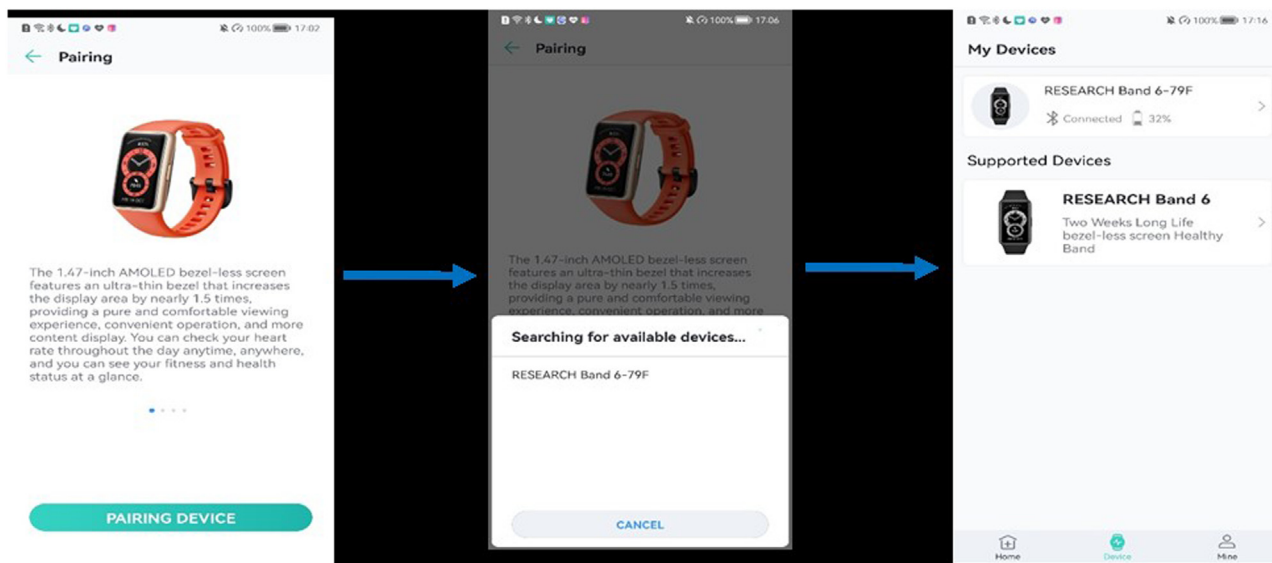 100% 17:02
Pairing
The 1.47-inch AMOLED bezel-less screen
features an ultra-thin bezel that increases
the display area by nearly 1.5 times,
providing a pure and comfortable viewing
experience, convenient operation, and more
content display. You can check your heart
rate throughout the day anytime, anywhere,
and you can see your fitness and health
status at a glance.
PAIRING DEVICE
100% 17:06
Pairing
The 1.47-inch AMOLED bezel-less screen
features an ultra-thin bezel that increases
the display area by nearly 1.5 times,
providing a pure and comfortable viewing
experience, convenient operation, and more
Searching for available devices...
RESEARCH Band 6-79F
CANCEL
100% 17:16
My Devices
RESEARCH Band 6-79F
Connected 32%
Supported Devices
RESEARCH Band 6
Two Weeks Long Life
bezel-less screen Healthy
Band
Home Device Mine